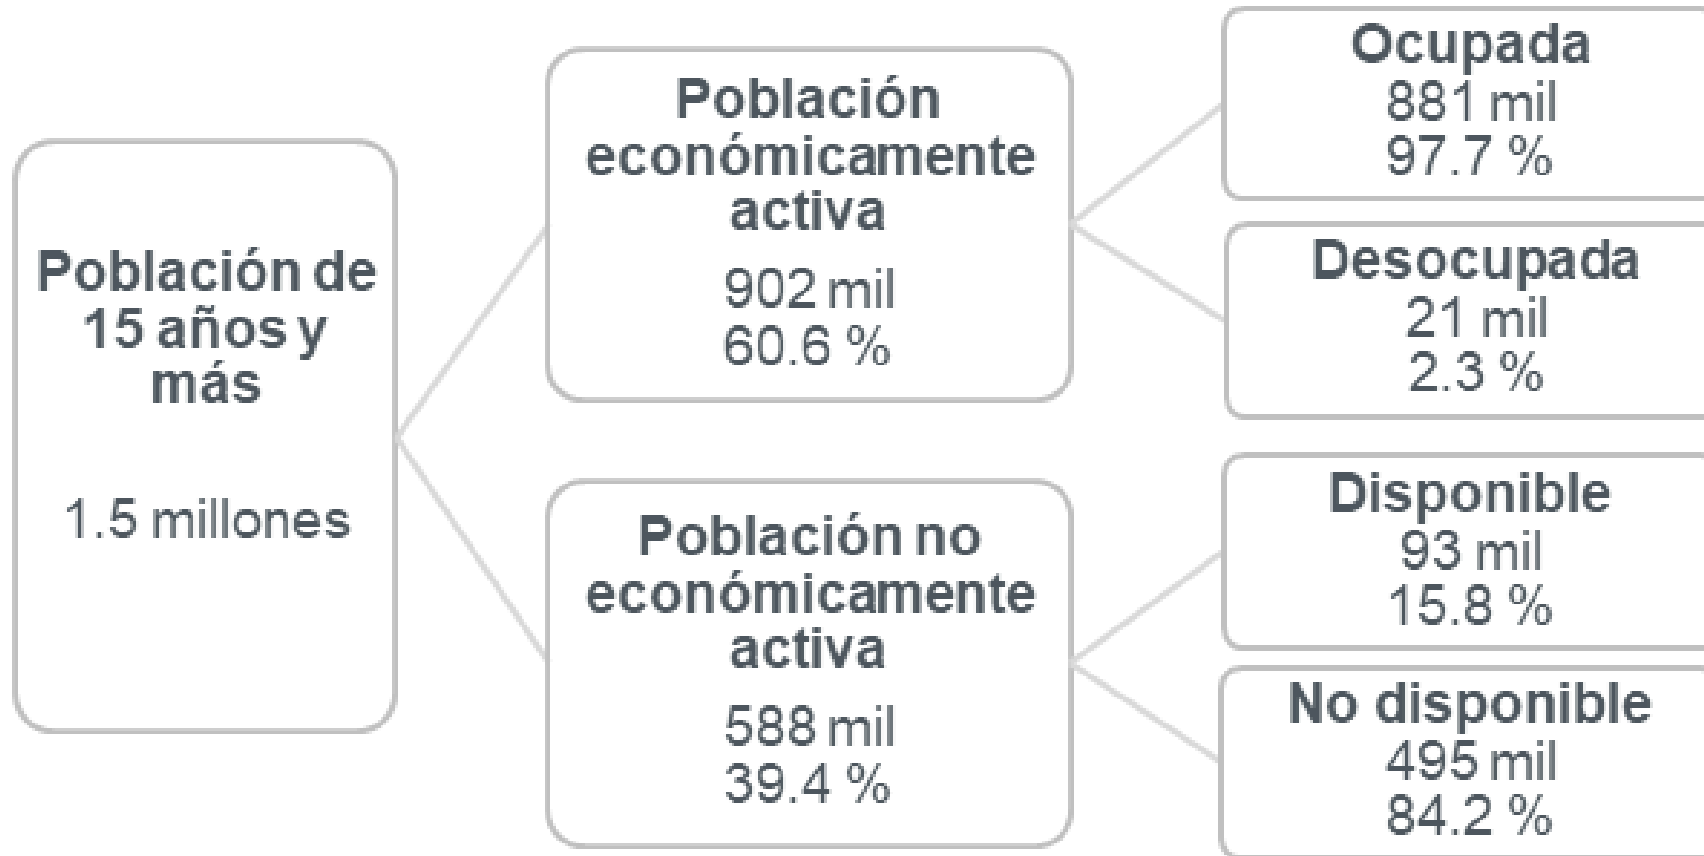 Población de
15 años y
más
1.5 millones
Población
económicamente
activa
902 mil
60.6 %
Población no
económicamente
activa
588 mil
39.4 %
Ocupada
881 mil
97.7 %
Desocupada
21 mil
2.3 %
Disponible
93 mil
15.8 %
No disponible
495 mil
84.2 %